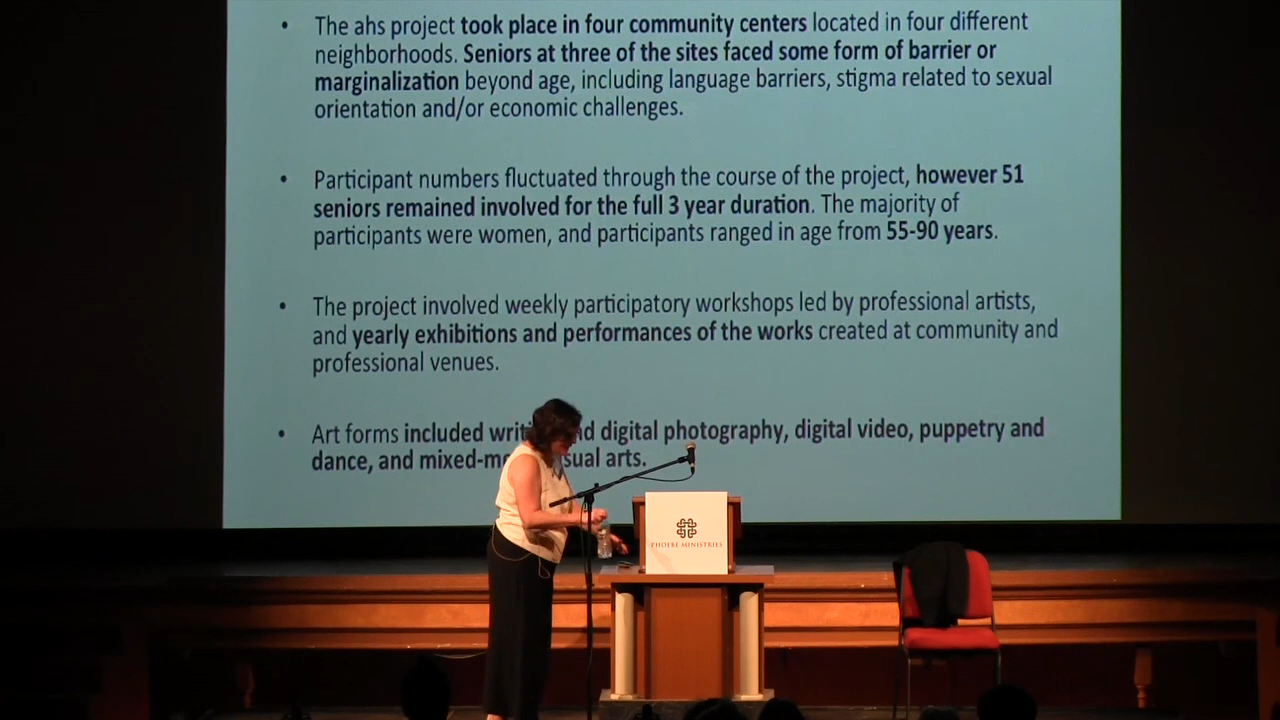 • The ahs project took place in four community centers located in four different
neighborhoods. Seniors at three of the sites faced some form of barrier or
marginalization beyond age, including language barriers, stigma related to sexual
orientation and/or economic challenges.
• Participant numbers fluctuated through the course of the project, however 51
seniors remained involved for the full 3 year duration. The majority of
participants were women, and participants ranged in age from 55-90 years.
• The project involved weekly participatory workshops led by professional artists,
and yearly exhibitions and performances of the works created at community and
professional venues.
• Art forms included digital photography, digital video, puppetry and
dance, and arts.
PHOEBE MINISTRIES